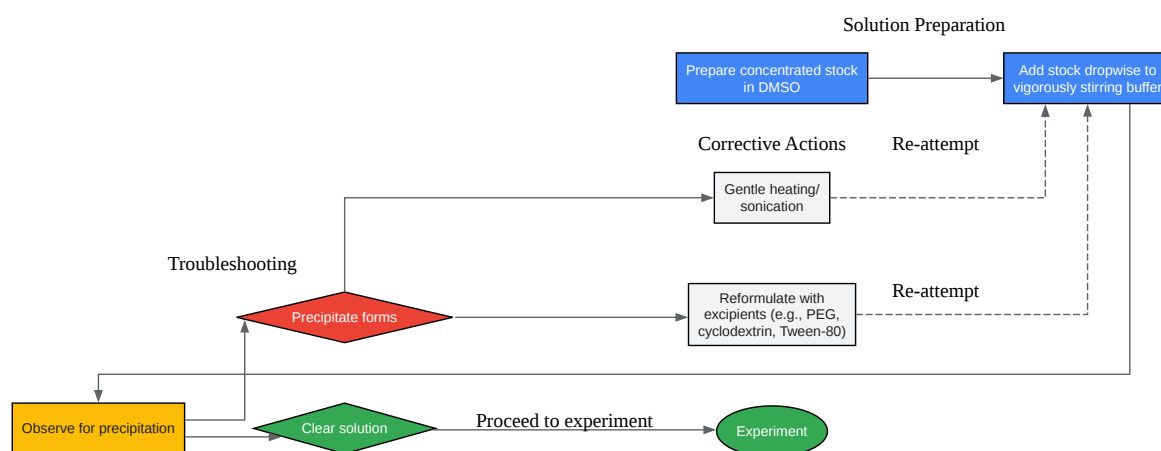 Solution Preparation
Prepare concentrated stock
in DMSO
Add stock dropwise to
vigorously stirring buffer
Corrective Actions
Re-attempt
Gentle heating/
sonication
Troubleshooting
Precipitate forms
Reformulate with
excipients (e.g., PEG,
cyclodextrin, Tween-80)
Re-attempt
Observe for precipitation
Clear solution
Proceed to experiment
Experiment